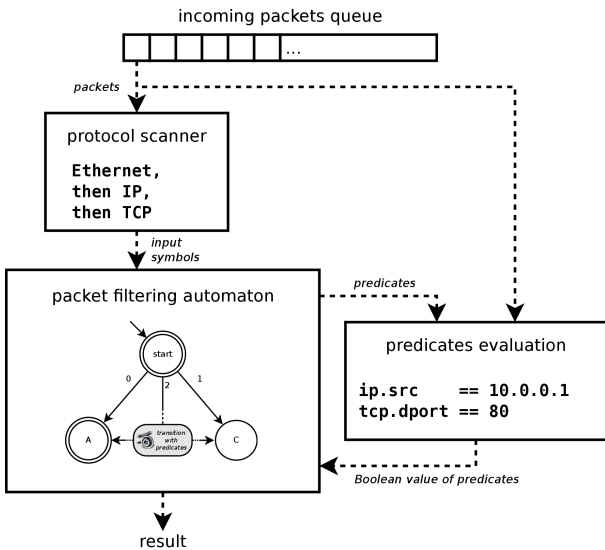 incoming packets queue
...
packets
protocol scanner
Ethernet,
then IP,
then TCP
input
symbols
packet filtering automaton
predicates
start
0
2
1
predicates evaluation
ip.src == 10.0.0.1
tcp.dport == 80
A
transition
with
predicates
C
Boolean value of predicates
result